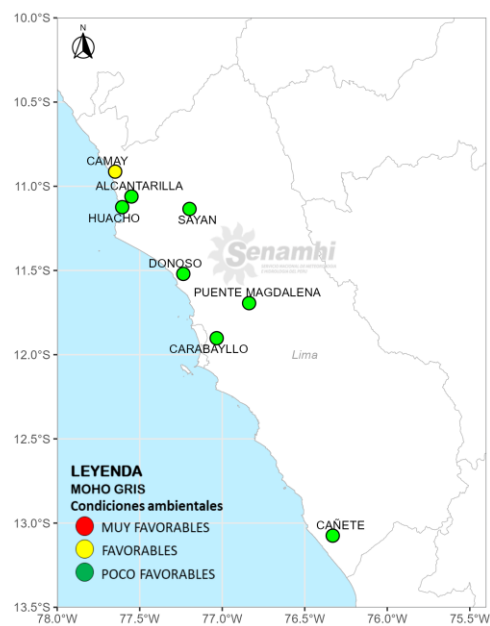 10.0°S
N
10.5°S
CAMAY
11.0°S
ALCANTARILLA
HUACHO
SAYAN
Senamhi
11.5°S
DONOSO
PUENTE MAGDALENA
CARABAYLLO
12.0°S
Lima
12.5°S
LEYENDA
MOHO GRIS
Condiciones ambientales
MUY FAVORABLES
FAVORABLES
POCO FAVORABLES
13.0°S
CAÑETE
13.5°S
78.0°W 77.5°W 77.0°W 76.5°W 76.0°W 75.5°W